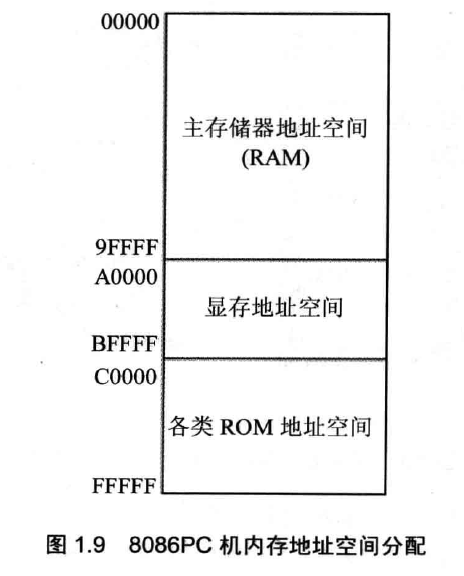 00000
主存储器地址空间
(RAM)
9FFFF
A0000
显存地址空间
BFFFF
C0000
各类 ROM 地址空间
FFFFF
图 1.9 8086PC 机内存地址空间分配